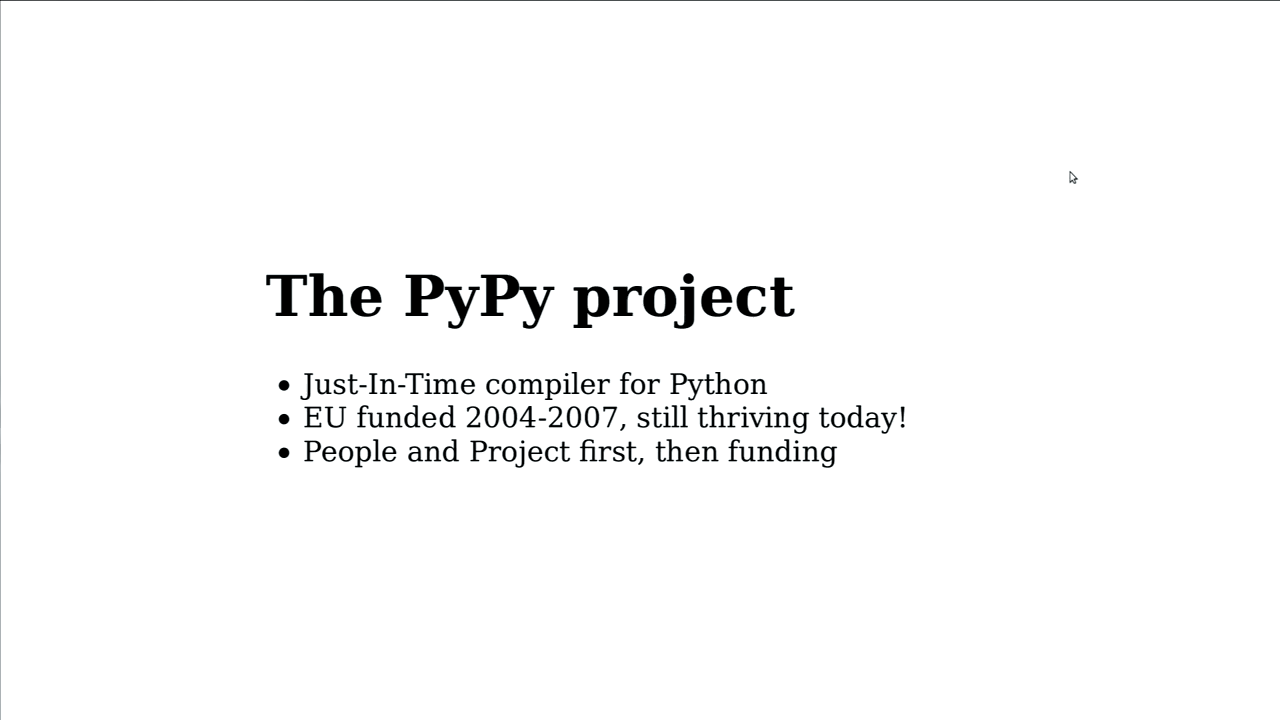 The PyPy project
• Just-In-Time compiler for Python
• EU funded 2004-2007, still thriving today!
• People and Project first, then funding